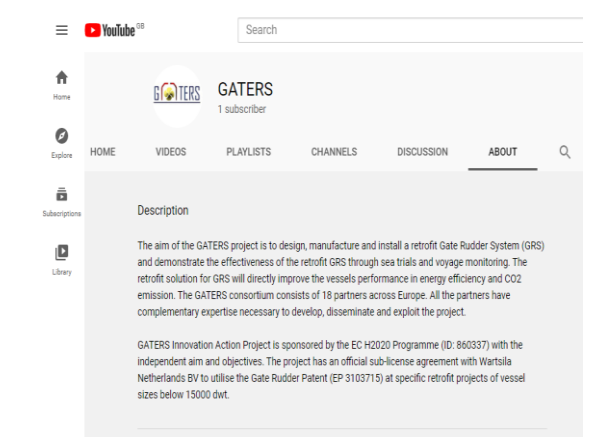 YouTube GB
Search
Home
Explore
Subscriptions
Library
GATERS
GATERS
1 subscriber
HOME VIDEOS PLAYLISTS CHANNELS DISCUSSION ABOUT
Description
The aim of the GATERS project is to design, manufacture and install a retrofit Gate Rudder System (GRS)
and demonstrate the effectiveness of the retrofit GRS through sea trials and voyage monitoring. The
retrofit solution for GRS will directly improve the vessels performance in energy efficiency and CO2
emission. The GATERS consortium consists of 18 partners across Europe. All the partners have
complementary expertise necessary to develop, disseminate and exploit the project.
GATERS Innovation Action Project is sponsored by the EC H2020 Programme (ID: 860337) with the
independent aim and objectives. The project has an official sub-license agreement with Wartsila
Netherlands BV to utilise the Gate Rudder Patent (EP 3103715) at specific retrofit projects of vessel
sizes below 15000 dwt.